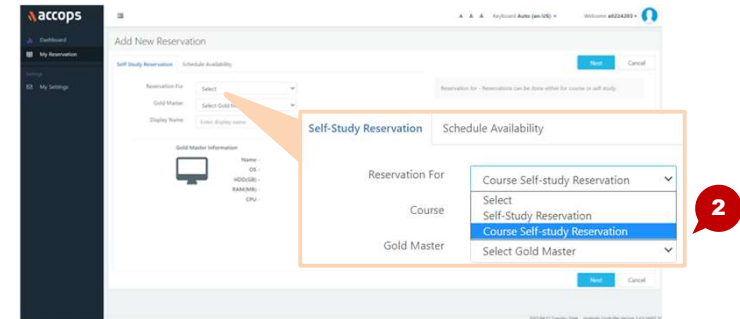 accops
A A A Keyboard Auto (en-US) Welcome a0224203
Dashboard
My Reservation
Settings
My Settings
Add New Reservation
Self Study Reservation Schedule Availability
Next Cancel
Reservation For Select
Reservation for - Reservations can be done either for course or self study.
Gold Master Select Gold
Display Name Enter display name
Gold Master Information
Name -
OS -
HDD(GB) -
RAM(MB) -
CPU -
Self-Study Reservation Schedule Availability
Reservation For Course Self-study Reservation
Select
Course Self-Study Reservation
Course Self-study Reservation
Gold Master Select Gold Master
2
Next Cancel